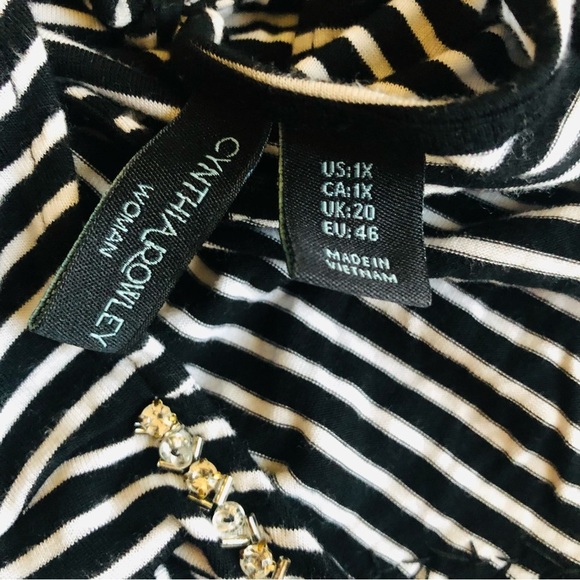 CYNTHIA ROWLEY
WOMAN
US:1X
CA:1X
UK:20
EU: 46
MADE IN
VIETNAM